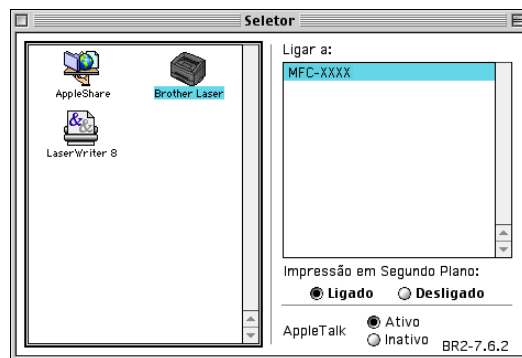 Seletor
AppleShare
Brother Laser
LaserWriter 8
Ligar a:
MFC-XXXX
Impressão em Segundo Plano:
Ligado Desligado
AppleTalk
Ativo
Inativo
BR2-7.6.2